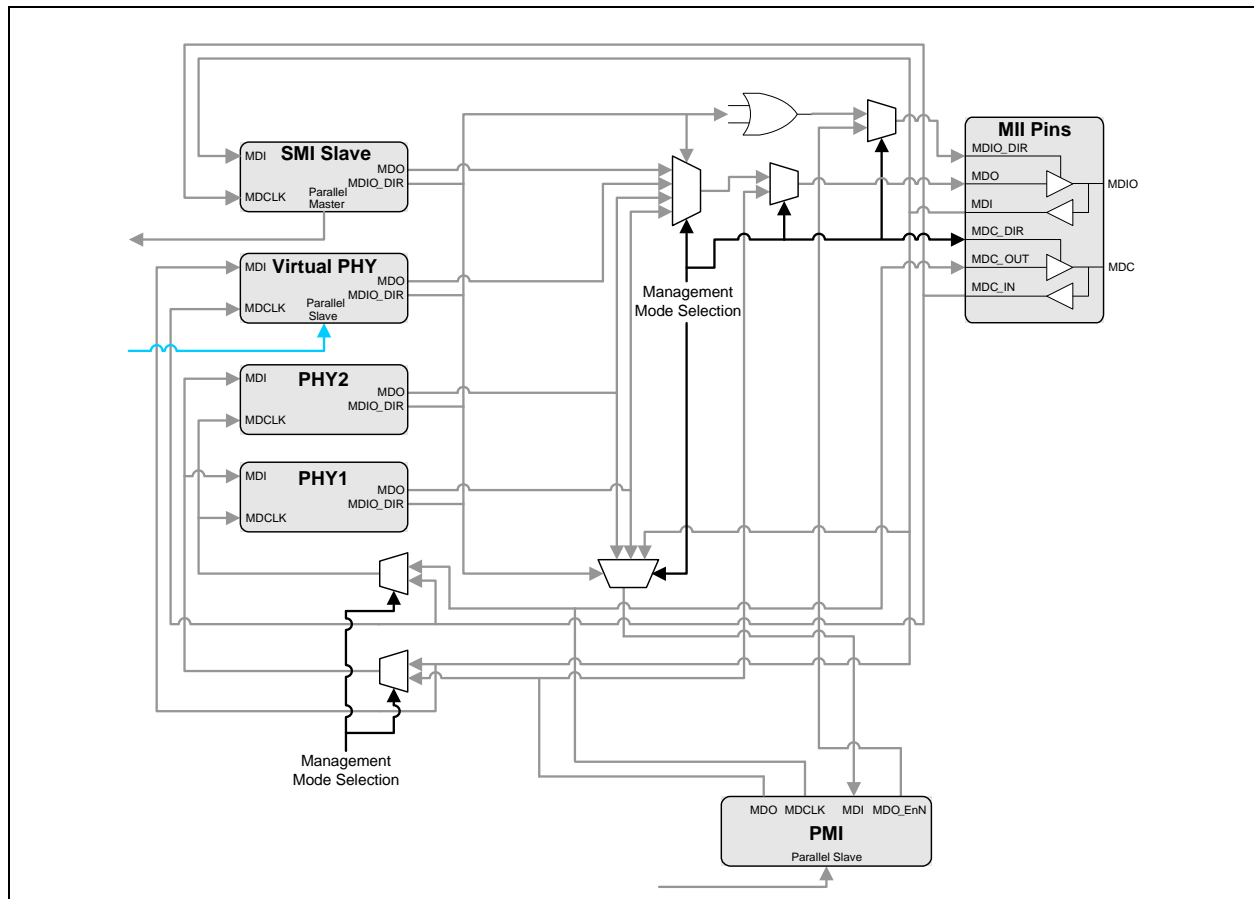 SMI Slave
MDI
MDCLK
MDO
MDIO_DIR
Parallel
Master
Virtual PHY
MDI
MDCLK
MDO
MDIO_DIR
Parallel
Slave
PHY2
MDI
MDCLK
MDO
MDIO_DIR
PHY1
MDI
MDCLK
MDO
MDIO_DIR
Management
Mode Selection
MII Pins
MDIO_DIR
MDO
MDI
MDC_DIR
MDC_OUT
MDC_IN
MDIO
MDC
Management
Mode Selection
MDO MDCLK MDI MDO_EnN
PMI
Parallel Slave